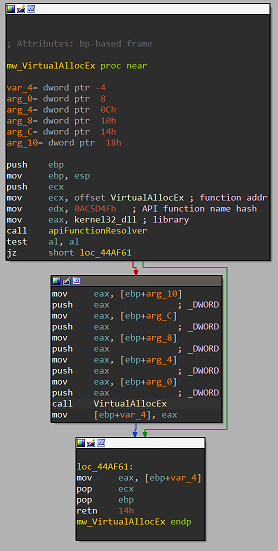 ; Attributes: bp-based frame
mw_VirtualAllocEx proc near
var_4= dword ptr -4
arg_0= dword ptr  8
arg_4= dword ptr  0Ch
arg_8= dword ptr  10h
arg_C= dword ptr  14h
arg_10= dword ptr  18h
push    ebp
mov     ebp, esp
push    ecx
mov     ecx, offset VirtualAllocEx ; function addr
mov     edx, 0AC5D4Fh   ; API function name hash
mov     eax, kernel32_dll ; library
call    apiFunctionResolver
test    al, al
jz      short loc_44AF61
mov     eax, [ebp+arg_10]
push    eax             ; _DWORD
mov     eax, [ebp+arg_C]
push    eax             ; _DWORD
mov     eax, [ebp+arg_8]
push    eax             ; _DWORD
mov     eax, [ebp+arg_4]
push    eax             ; _DWORD
mov     eax, [ebp+arg_0]
push    eax             ; _DWORD
call    VirtualAllocEx
mov     [ebp+var_4], eax
loc_44AF61:
mov     eax, [ebp+var_4]
pop     ecx
pop     ebp
retn    14h
mw_VirtualAllocEx endp